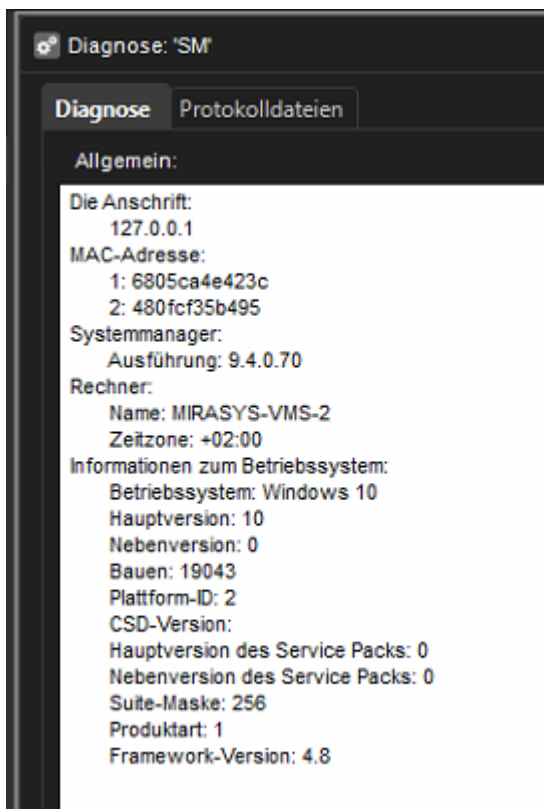 Diagnose: 'SM'
Diagnose Protokolldateien
Allgemein:
Die Anschrift:
127.0.0.1
MAC-Adresse:
1: 6805ca4e423c
2: 480fcf35b495
Systemmanager:
Ausführung: 9.4.0.70
Rechner:
Name: MIRASYS-VMS-2
Zeitzone: +02:00
Informationen zum Betriebssystem:
Betriebssystem: Windows 10
Hauptversion: 10
Nebenversion: 0
Bauen: 19043
Plattform-ID: 2
CSD-Version:
Hauptversion des Service Packs: 0
Nebenversion des Service Packs: 0
Suite-Maske: 256
Produktart: 1
Framework-Version: 4.8